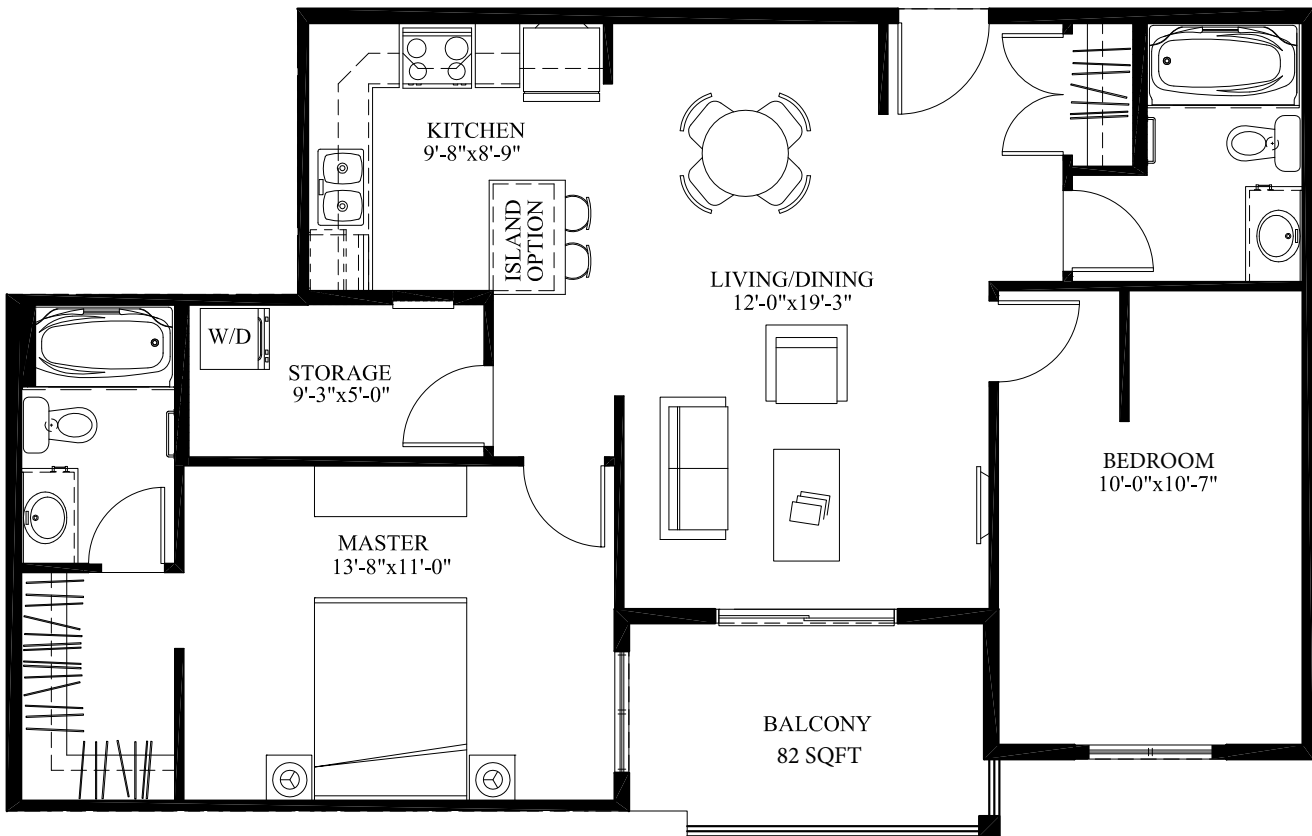 KITCHEN
9'-8"x8'-9"
ISLAND
OPTION
LIVING/DINING
12'-0"x19'-3"
W/D
STORAGE
9'-3"x5'-0"
BEDROOM
10'-0"x10'-7"
MASTER
13'-8"x11'-0"
BALCONY
82 SQFT